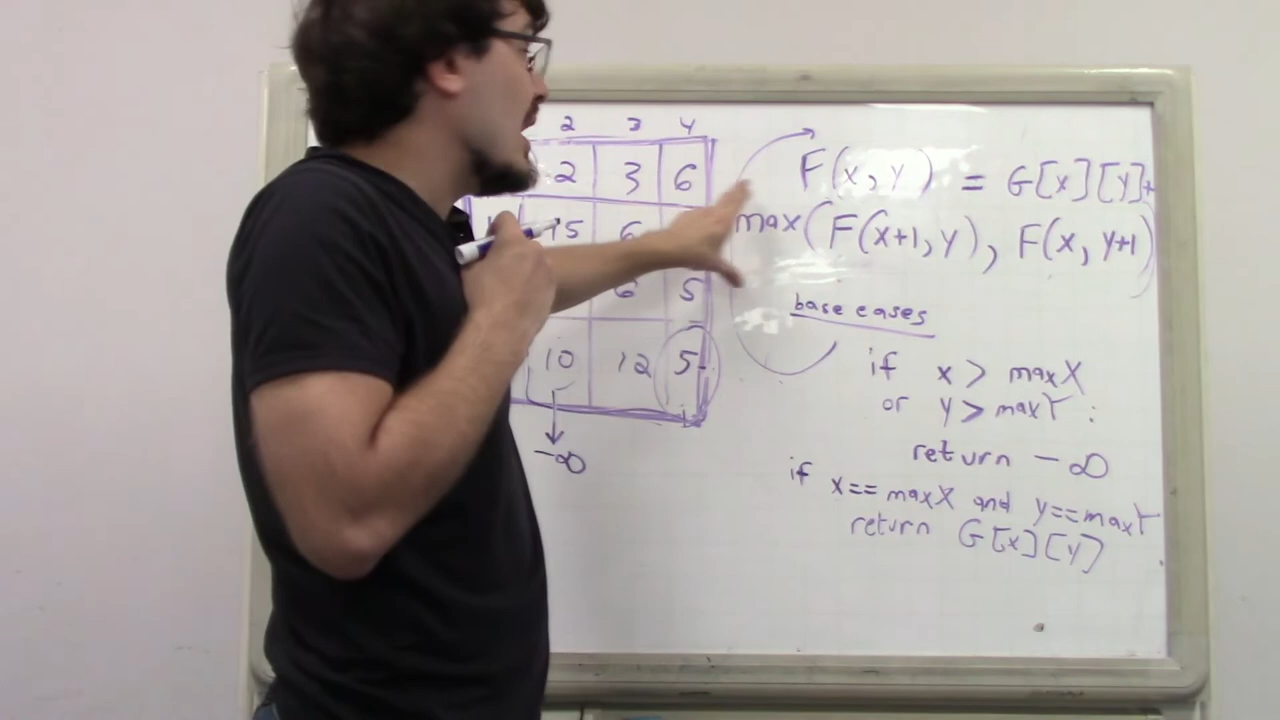 2 3 4
2 3 6
15 6
6 5
10 12 5
-∞
F(x, y) = G[x][y]+
max(F(x+1, y), F(x, y+1)
base cases
if x > maxX
or y > maxY :
return -∞
if x== maxX and y==maxY
return G[x][y]